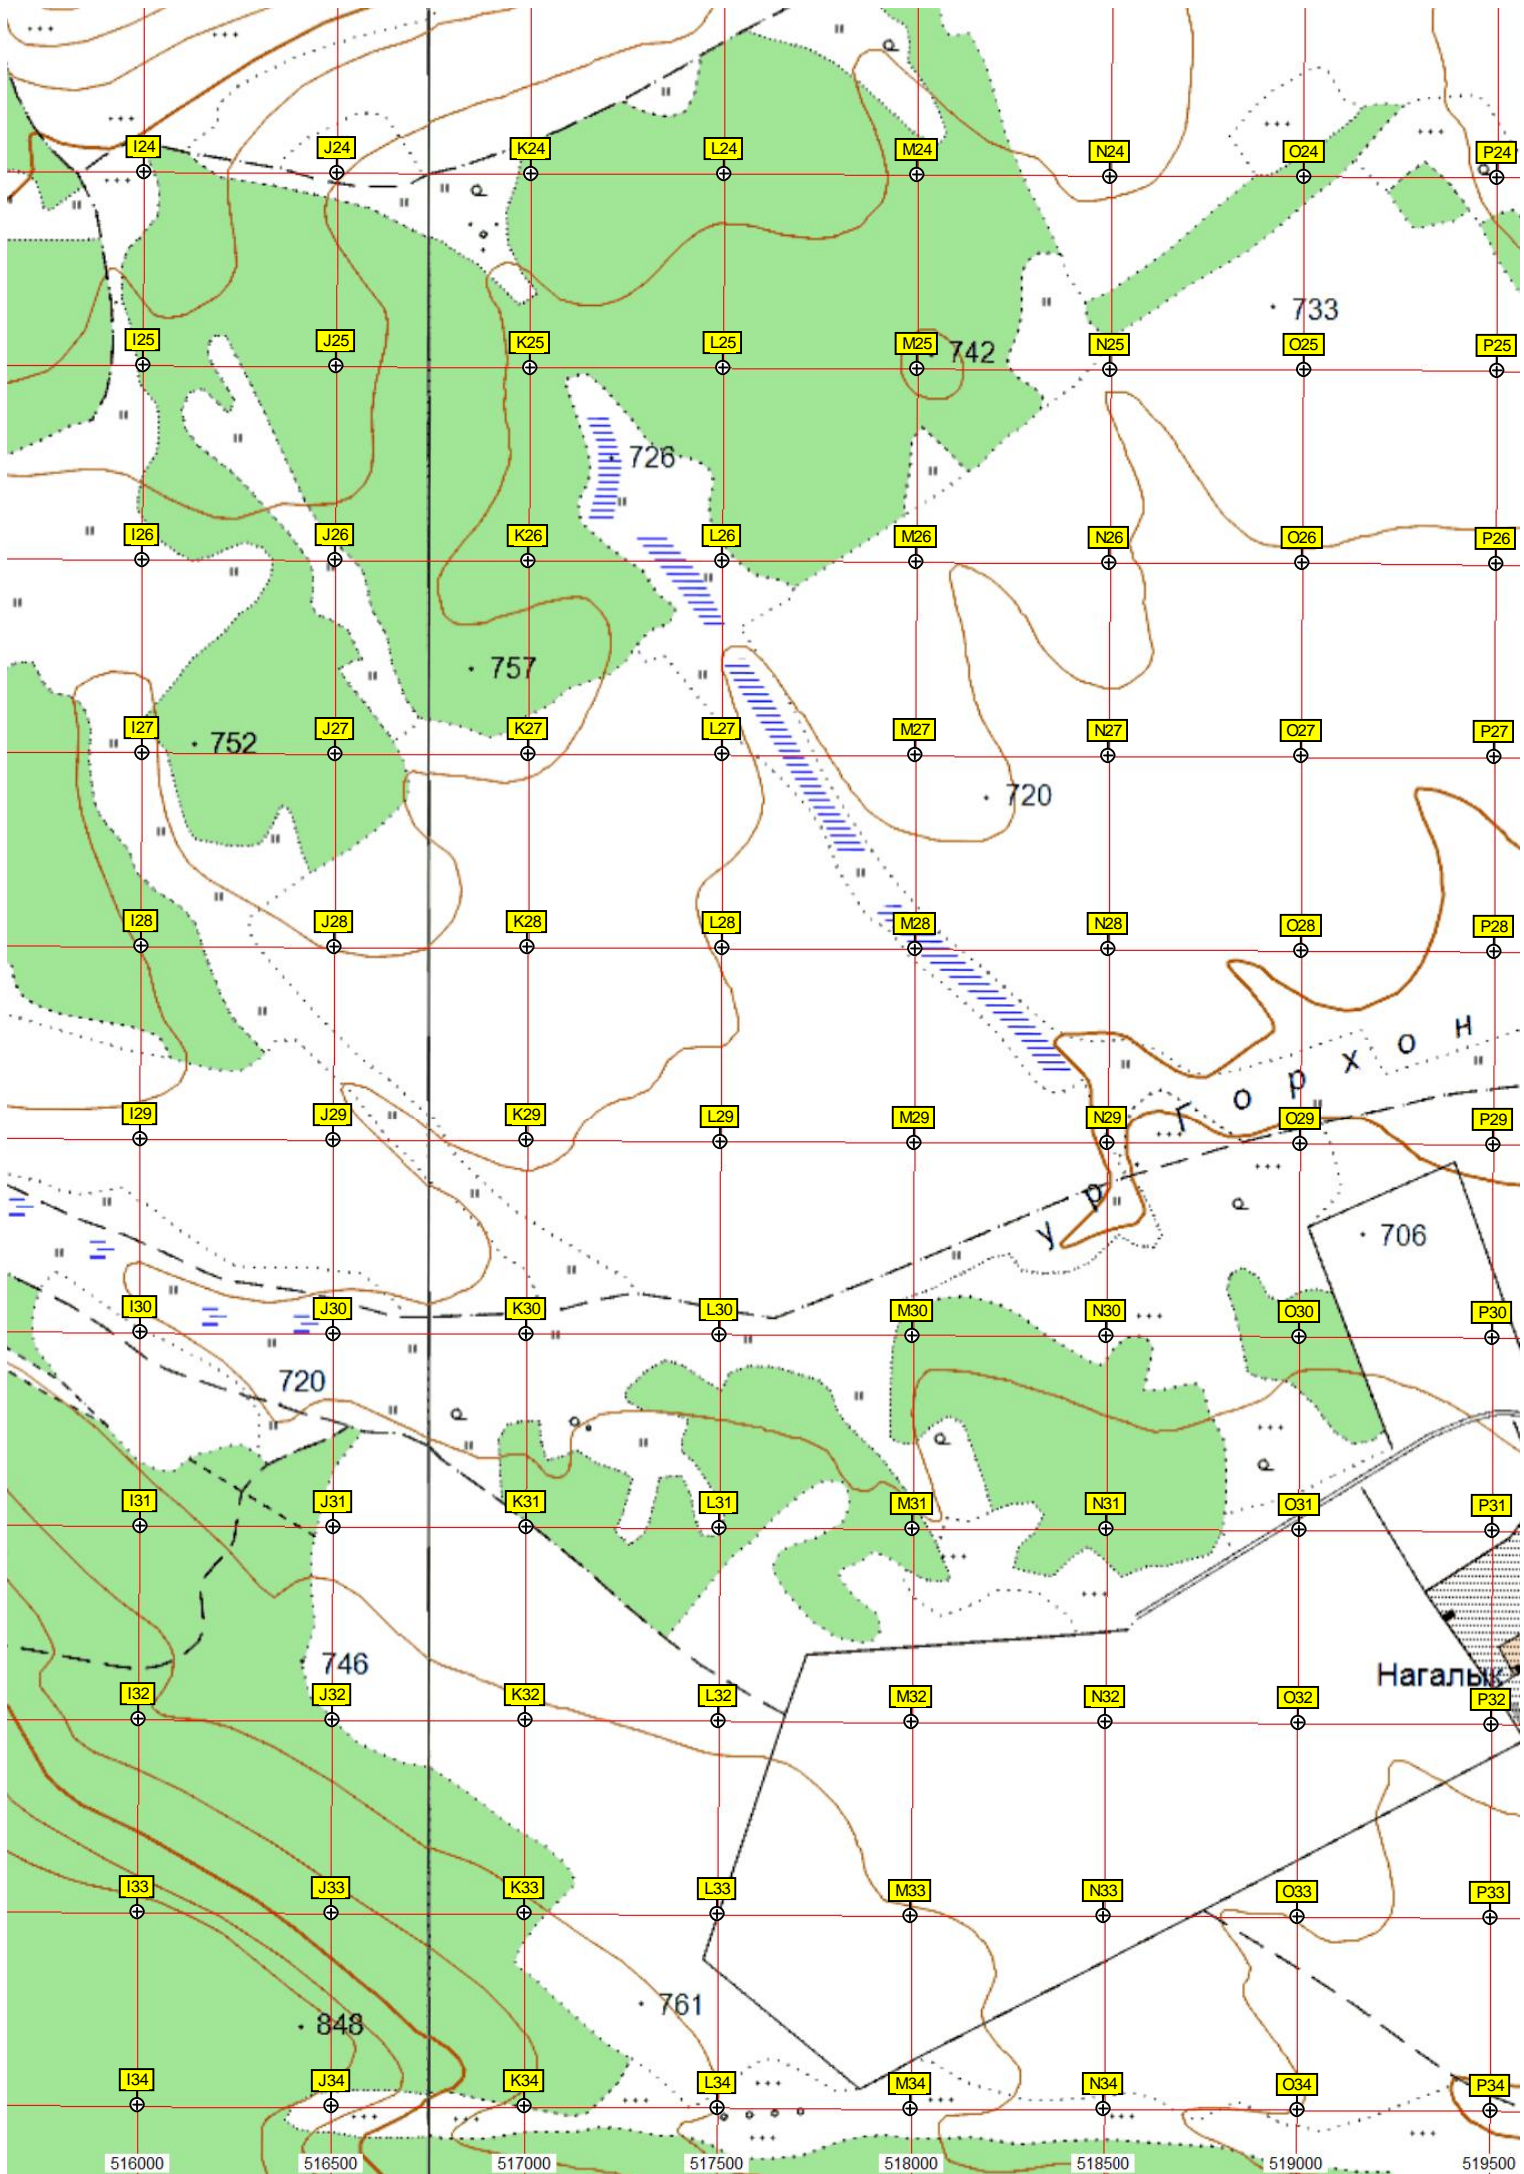 I24 J24 K24 L24 M24 N24 O24 P24
733
I25 J25 K25 L25 M25 N25 O25 P25
742
726
I26 J26 K26 L26 M26 N26 O26 P26
757
I27 J27 K27 L27 M27 N27 O27 P27
752
720
I28 J28 K28 L28 M28 N28 O28 P28
ур Горхон
I29 J29 K29 L29 M29 N29 O29 P29
706
I30 J30 K30 L30 M30 N30 O30 P30
720
I31 J31 K31 L31 M31 N31 O31 P31
746
Нагалык
I32 J32 K32 L32 M32 N32 O32 P32
I33 J33 K33 L33 M33 N33 O33 P33
761
848
I34 J34 K34 L34 M34 N34 O34 P34
516000 516500 517000 517500 518000 518500 519000 519500